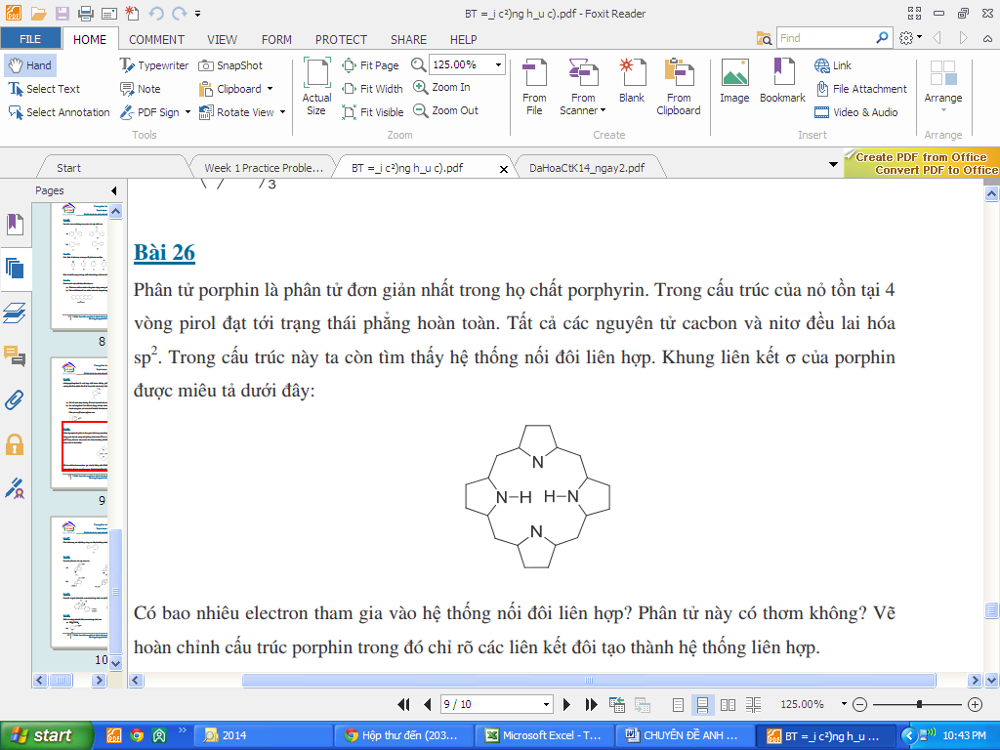 BT =_i c²)ng h_u c).pdf - Foxit Reader
FILE HOME COMMENT VIEW FORM PROTECT SHARE HELP
Find
Hand
Select Text
Select Annotation
Typewriter
Note
PDF Sign
SnapShot
Clipboard
Rotate View
Tools
Actual Size
Fit Page
Fit Width
Fit Visible
125.00%
Zoom In
Zoom Out
Zoom
From File
From Scanner
Blank
From Clipboard
Create
Image
Bookmark
Link
File Attachment
Video & Audio
Insert
Arrange
Arrange
Start
Week 1 Practice Proble...
BT =_i c²)ng h_u c).pdf
DaHoaCtK14_ngay2.pdf
Create PDF from Office
Convert PDF to Office
Pages
8
9
10
3
Bài 26
Phân tử porphin là phân tử đơn giản nhất trong họ chất porphyrin. Trong cấu trúc của nó tồn tại 4
vòng pirol đạt tới trạng thái phẳng hoàn toàn. Tất cả các nguyên tử cacbon và nitơ đều lai hóa
sp². Trong cấu trúc này ta còn tìm thấy hệ thống nối đôi liên hợp. Khung liên kết σ của porphin
được miêu tả dưới đây:
N
N-H H-N
N
Có bao nhiêu electron tham gia vào hệ thống nối đôi liên hợp? Phân tử này có thơm không? Vẽ
hoàn chỉnh cấu trúc porphin trong đó chỉ rõ các liên kết đôi tạo thành hệ thống liên hợp.
9 / 10
125.00%
start
2014
Hộp thư đến (203...
Microsoft Excel - T...
CHUYÊN ĐỀ ANH ...
BT =_i c²)ng h_u ...
10:43 PM